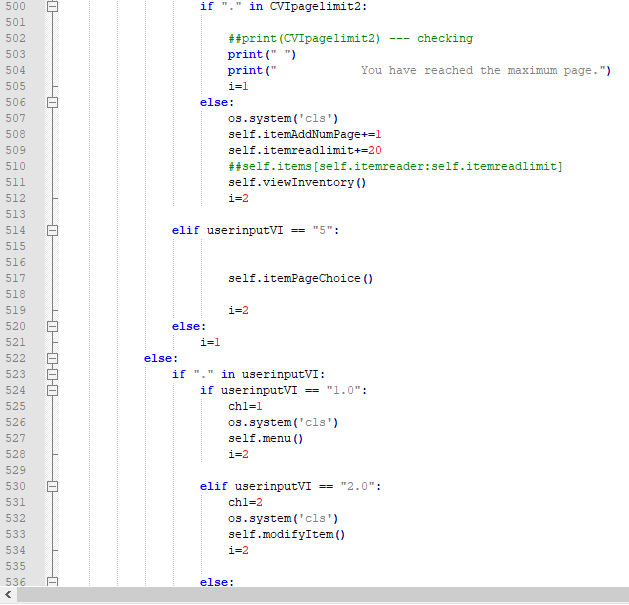 500 if "." in CVIpagelimit2:
501
502 ##print(CVIpagelimit2) --- checking
503 print(" ")
504 print("            You have reached the maximum page.")
505 i=1
506 else:
507 os.system('cls')
508 self.itemAddNumPage+=1
509 self.itemreadlimit+=20
510 ##self.items[self.itemreader:self.itemreadlimit]
511 self.viewInventory()
512 i=2
513
514 elif userinputVI == "5":
515
516
517 self.itemPageChoice()
518
519 i=2
520 else:
521 i=1
522 else:
523 if "." in userinputVI:
524 if userinputVI == "1.0":
525 ch1=1
526 os.system('cls')
527 self.menu()
528 i=2
529
530 elif userinputVI == "2.0":
531 ch1=2
532 os.system('cls')
533 self.modifyItem()
534 i=2
535
536 else: